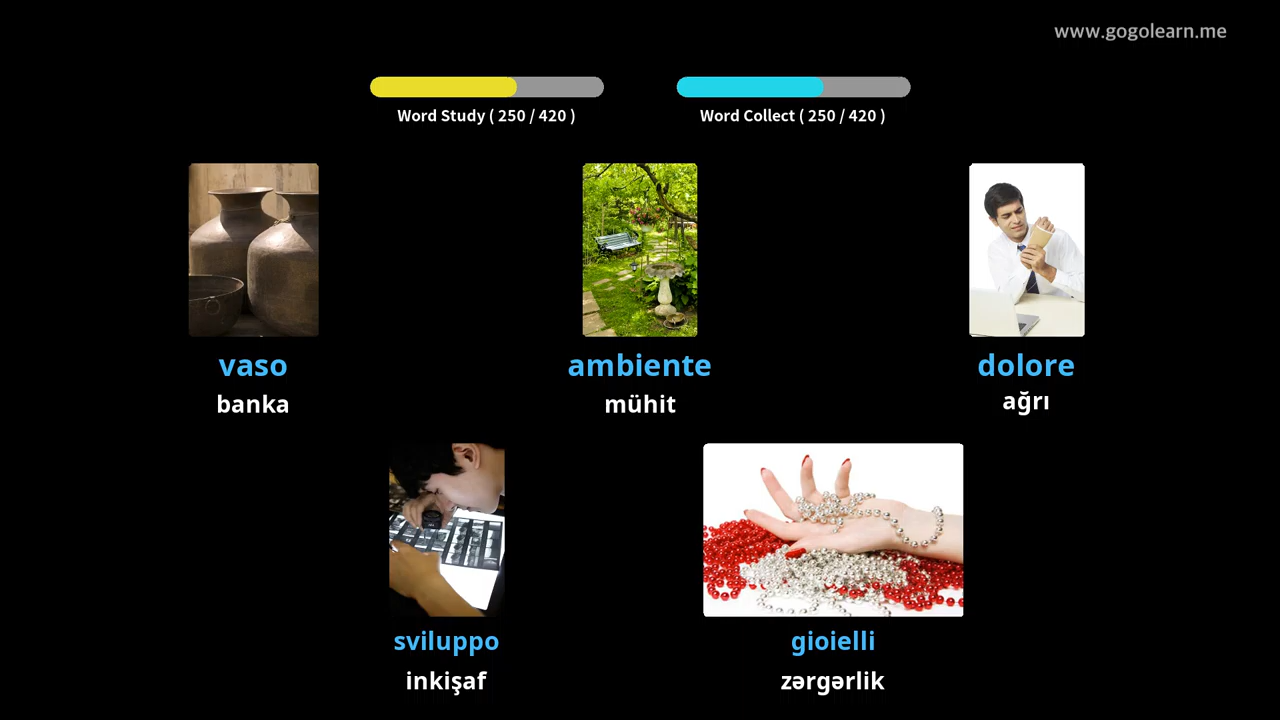 www.gogolearn.me
Word Study ( 250 / 420 )
Word Collect ( 250 / 420 )
vaso
banka
ambiente
mühit
dolore
ağrı
sviluppo
inkişaf
gioielli
zərgərlik